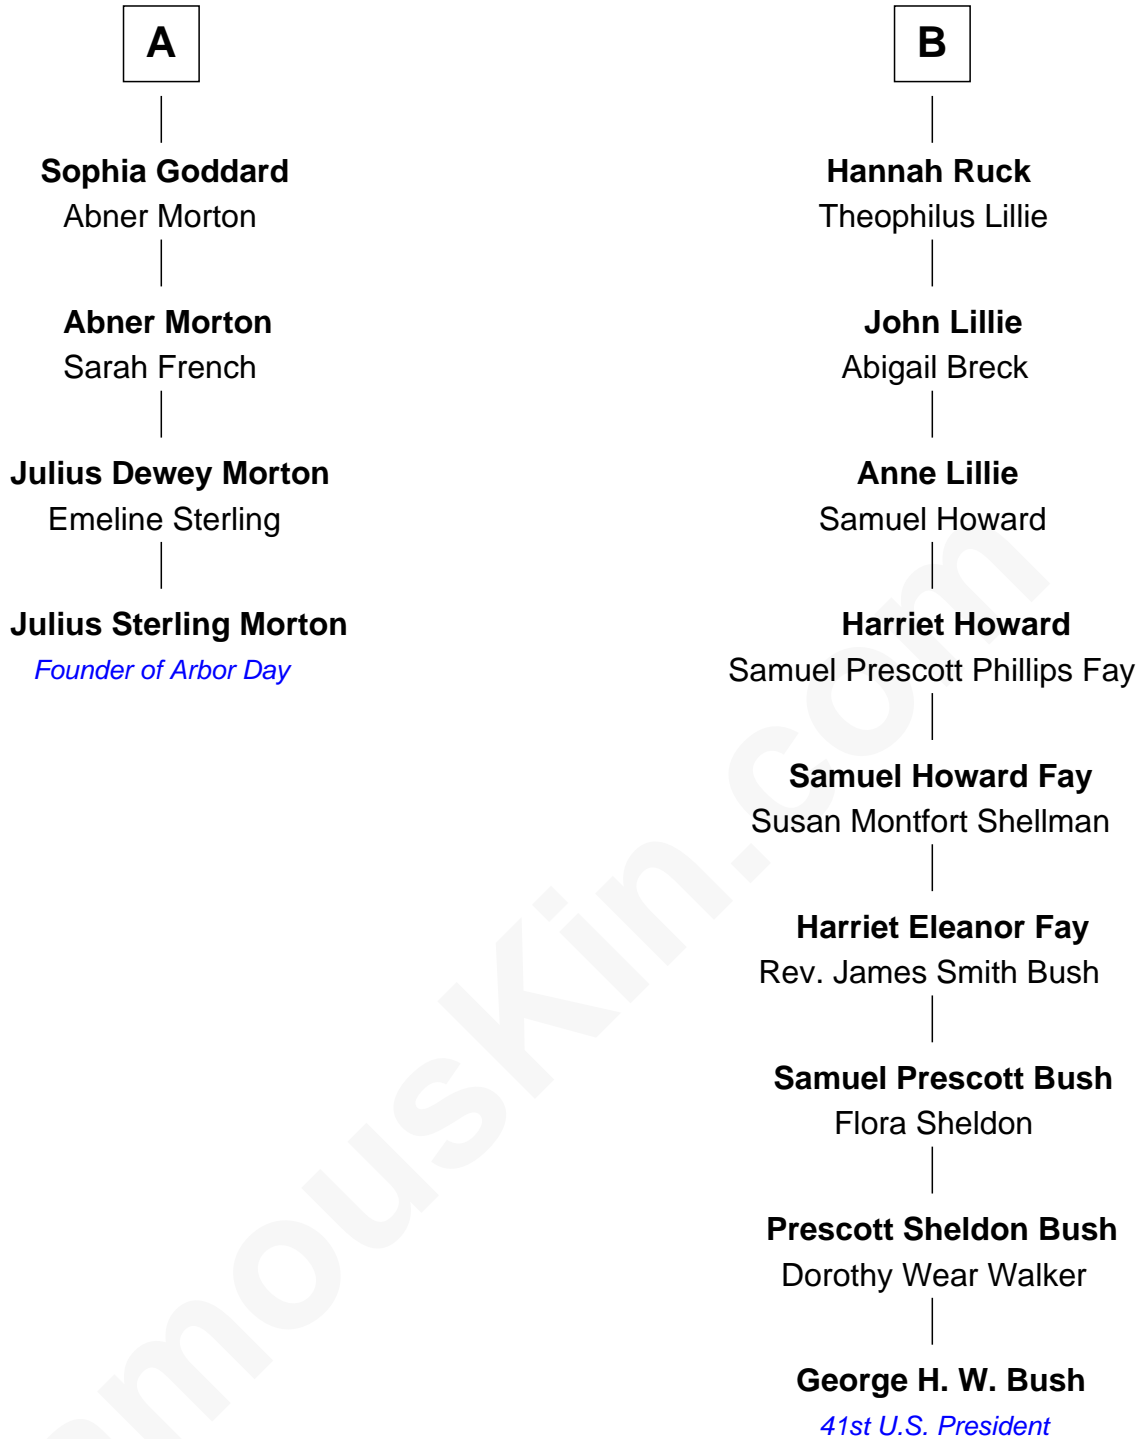 A
Sophia Goddard
Abner Morton
Abner Morton
Sarah French
Julius Dewey Morton
Emeline Sterling
Julius Sterling Morton
Founder of Arbor Day
B
Hannah Ruck
Theophilus Lillie
John Lillie
Abigail Breck
Anne Lillie
Samuel Howard
Harriet Howard
Samuel Prescott Phillips Fay
Samuel Howard Fay
Susan Montfort Shellman
Harriet Eleanor Fay
Rev. James Smith Bush
Samuel Prescott Bush
Flora Sheldon
Prescott Sheldon Bush
Dorothy Wear Walker
George H. W. Bush
41st U.S. President
mousKin.com